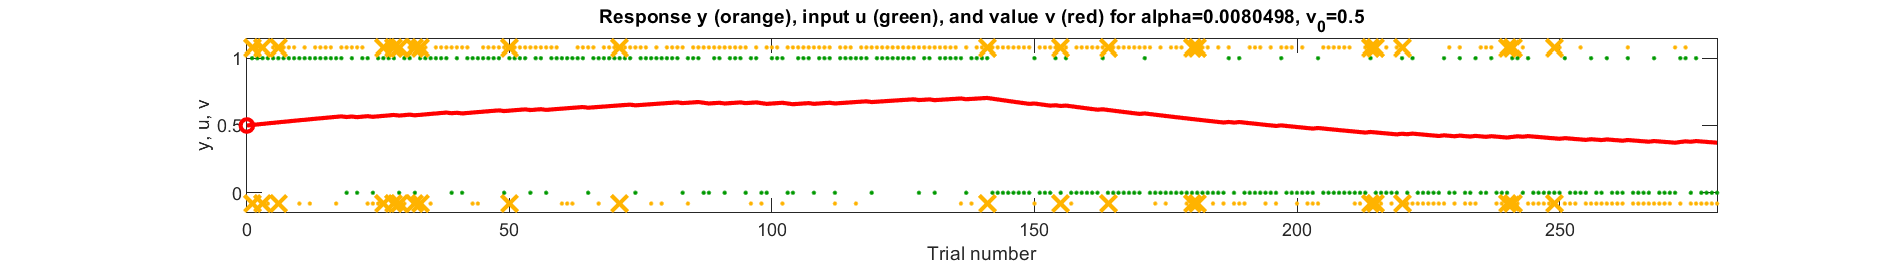 Response y (orange), input u (green), and value v (red) for alpha=0.0080498, v₀=0.5
y, u, v
1
0.5
0
0 50 100 150 200 250
Trial number